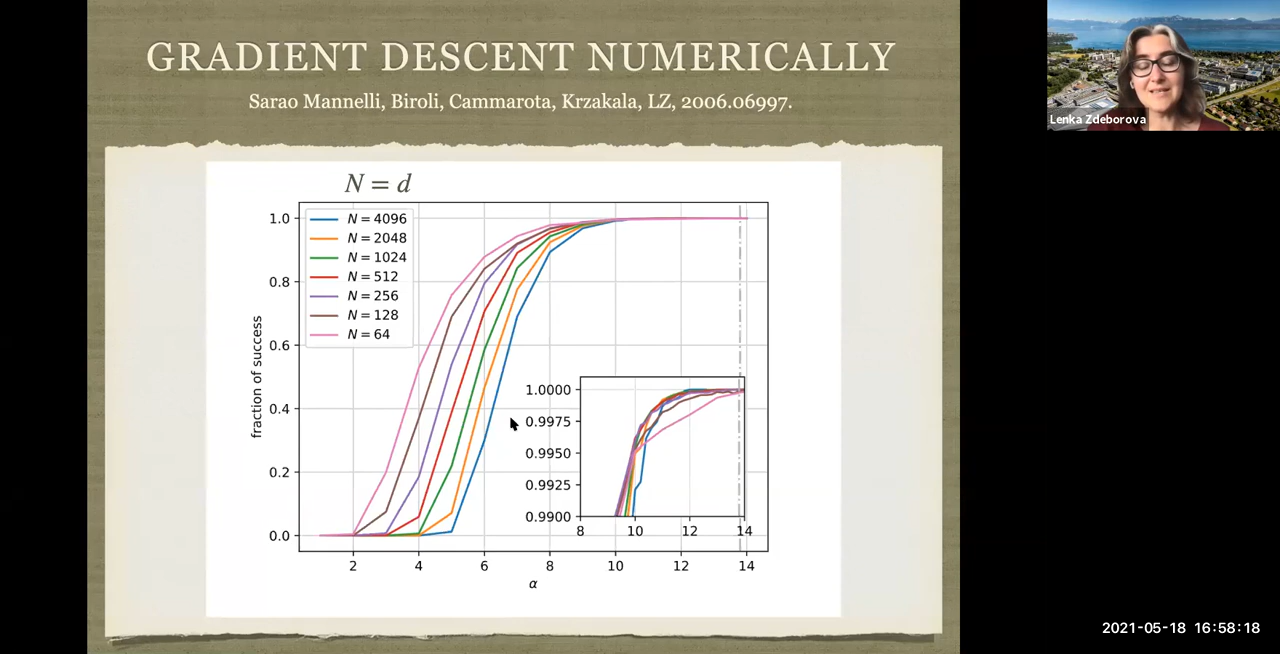 GRADIENT DESCENT NUMERICALLY
Sarao Mannelli, Biroli, Cammarota, Krzakala, LZ, 2006.06997.
Lenka Zdeborova
N = d
N = 4096
N = 2048
N = 1024
N = 512
N = 256
N = 128
N = 64
1.0
0.8
0.6
0.4
0.2
0.0
fraction of success
2 4 6 8 10 12 14
α
1.0000
0.9975
0.9950
0.9925
0.9900
8 10 12 14
2021-05-18 16:58:18